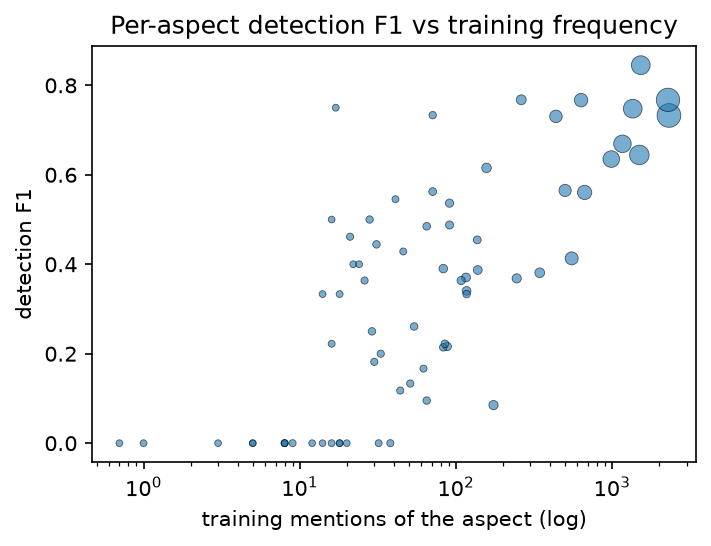 Per-aspect detection F1 vs training frequency
detection F1
0.8
0.6
0.4
0.2
0.0
10⁰ 10¹ 10² 10³
training mentions of the aspect (log)